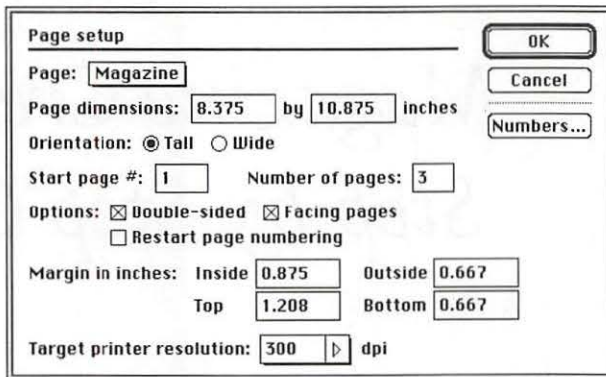 Page setup
OK
Page: Magazine
Cancel
Page dimensions: 8.375 by 10.875 inches
Numbers...
Orientation: Tall Wide
Start page #: 1 Number of pages: 3
Options: Double-sided Facing pages
Restart page numbering
Margin in inches: Inside 0.875 Outside 0.667
Top 1.208 Bottom 0.667
Target printer resolution: 300 dpi